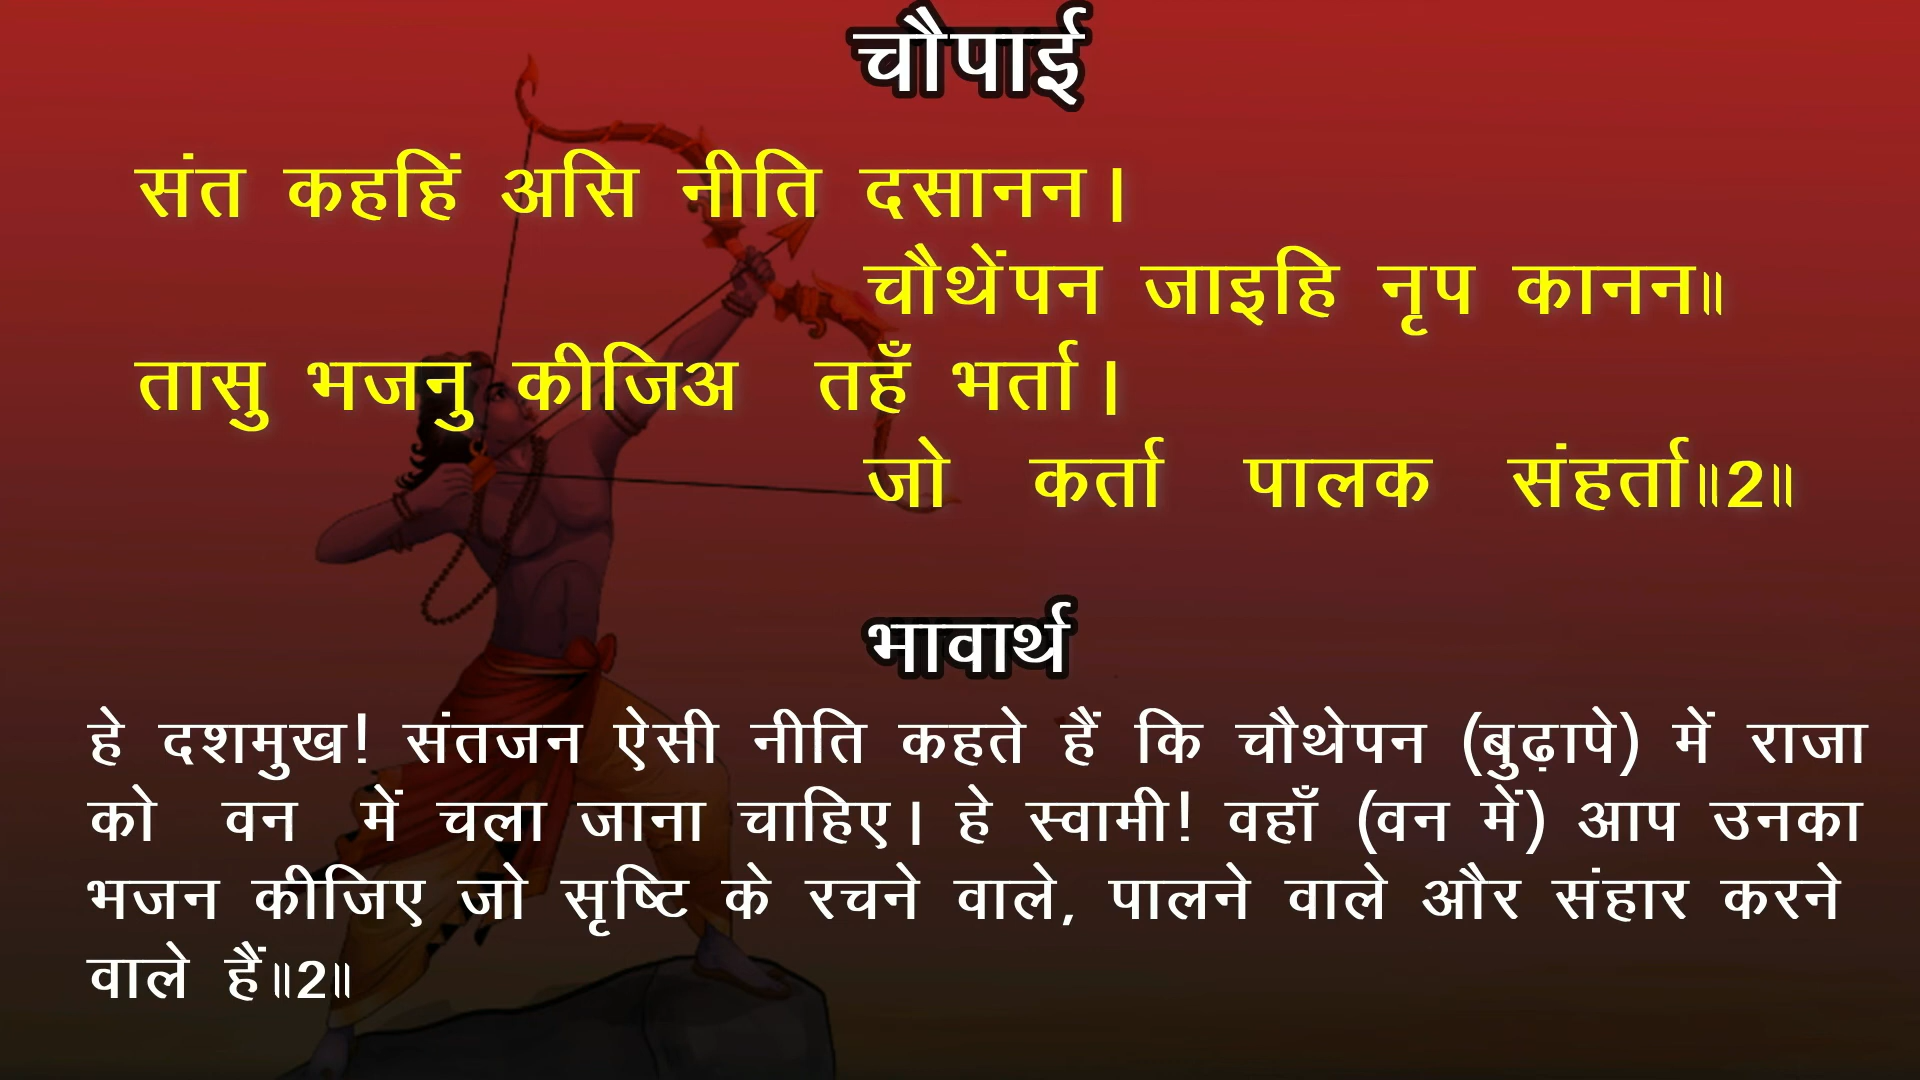 चौपाई
संत कहहिं असि नीति दसानन।
चौथेंपन जाइहि नृप कानन॥
तासु भजनु कीजिअ तहँ भर्ता।
जो कर्ता पालक संहर्ता॥2॥
भावार्थ
हे दशमुख! संतजन ऐसी नीति कहते हैं कि चौथेपन (बुढ़ापे) में राजा
को वन में चला जाना चाहिए। हे स्वामी! वहाँ (वन में) आप उनका
भजन कीजिए जो सृष्टि के रचने वाले, पालने वाले और संहार करने
वाले हैं॥2॥